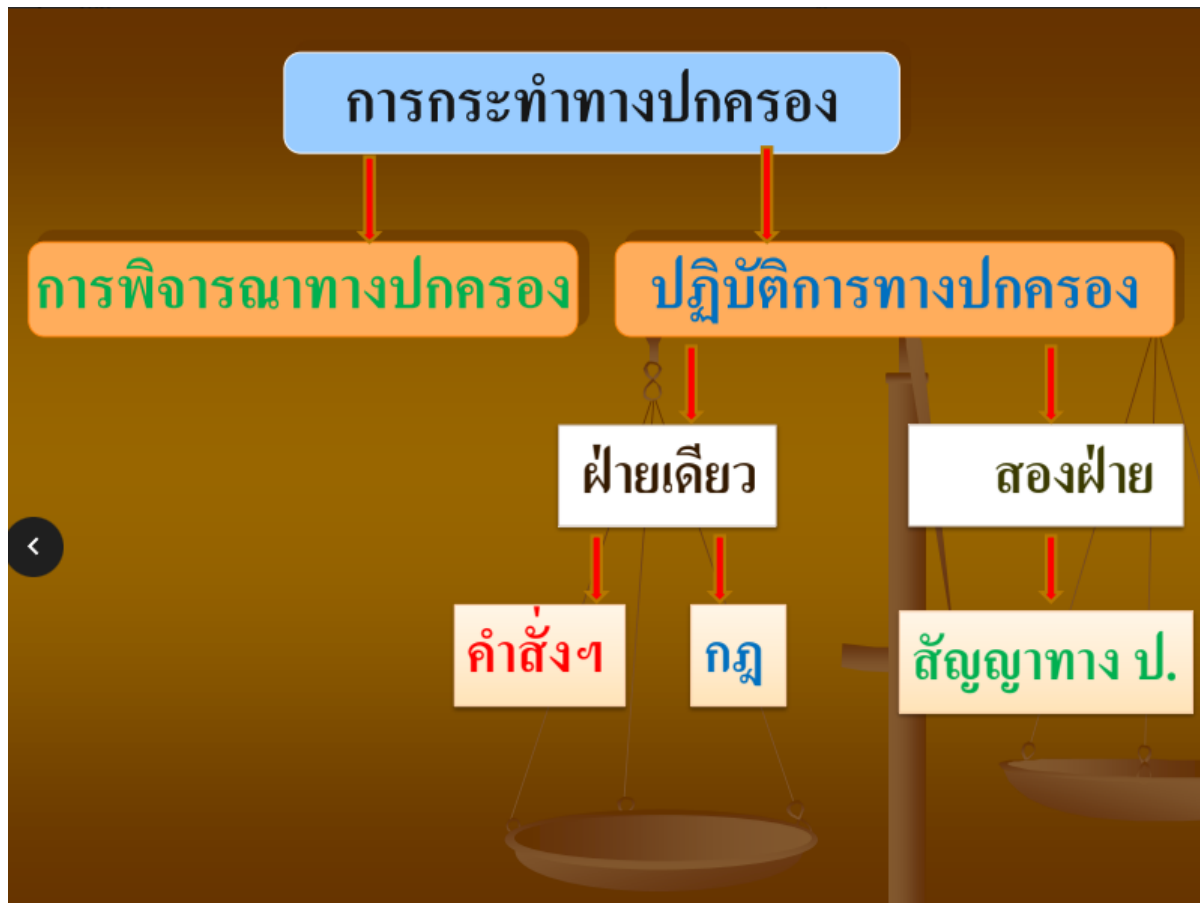 การกระทำทางปกครอง
การพิจารณาทางปกครอง
ปฏิบัติการทางปกครอง
ฝ่ายเดียว
สองฝ่าย
คำสั่งฯ
กฎ
สัญญาทาง ป.